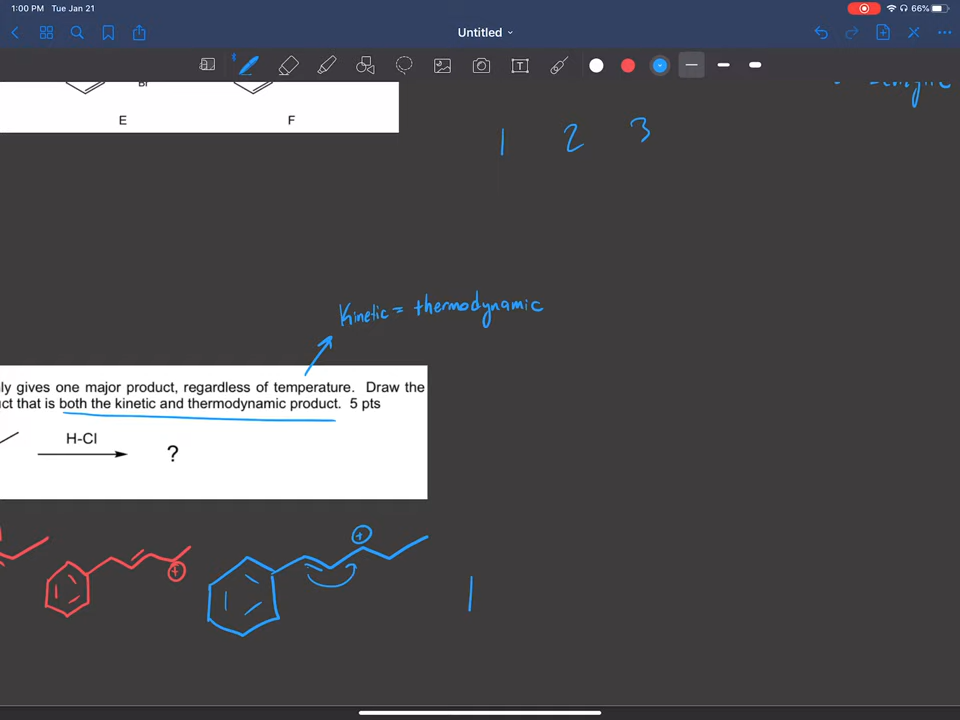 1:00 PM Tue Jan 21
66%
Untitled
T
Br
E F
1 2 3
Kinetic = thermodynamic
ly gives one major product, regardless of temperature. Draw the
ct that is both the kinetic and thermodynamic product. 5 pts
H-Cl
?
+
+
1